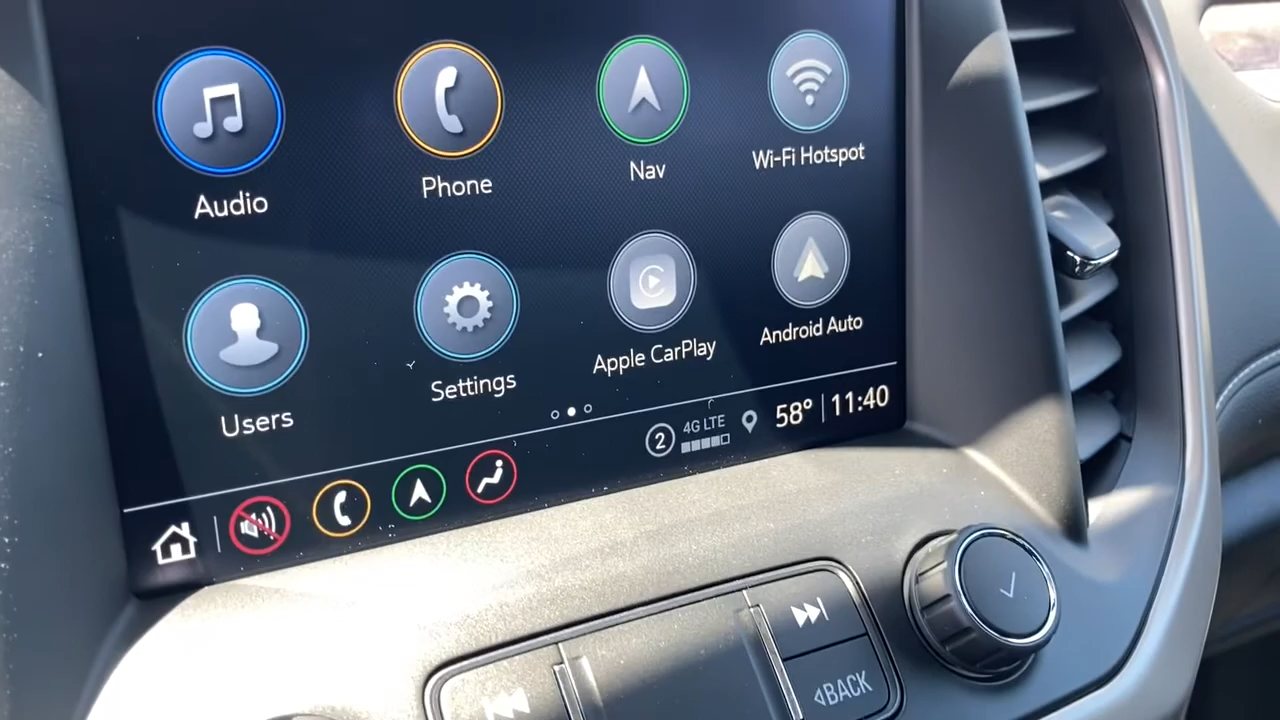 Audio
Phone
Nav
Wi-Fi Hotspot
Users
Settings
Apple CarPlay
Android Auto
2
4G LTE
58° 11:40
BACK